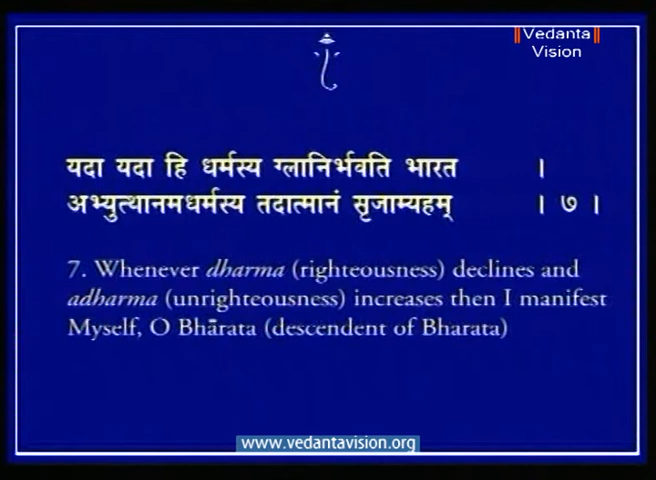 ||Vedanta||
Vision
यदा यदा हि धर्मस्य ग्लानिर्भवति भारत ।
अभ्युत्थानमधर्मस्य तदात्मानं सृजाम्यहम् । ७ ।
7. Whenever dharma (righteousness) declines and
adharma (unrighteousness) increases then I manifest
Myself, O Bhārata (descendent of Bharata)
www.vedantavision.org